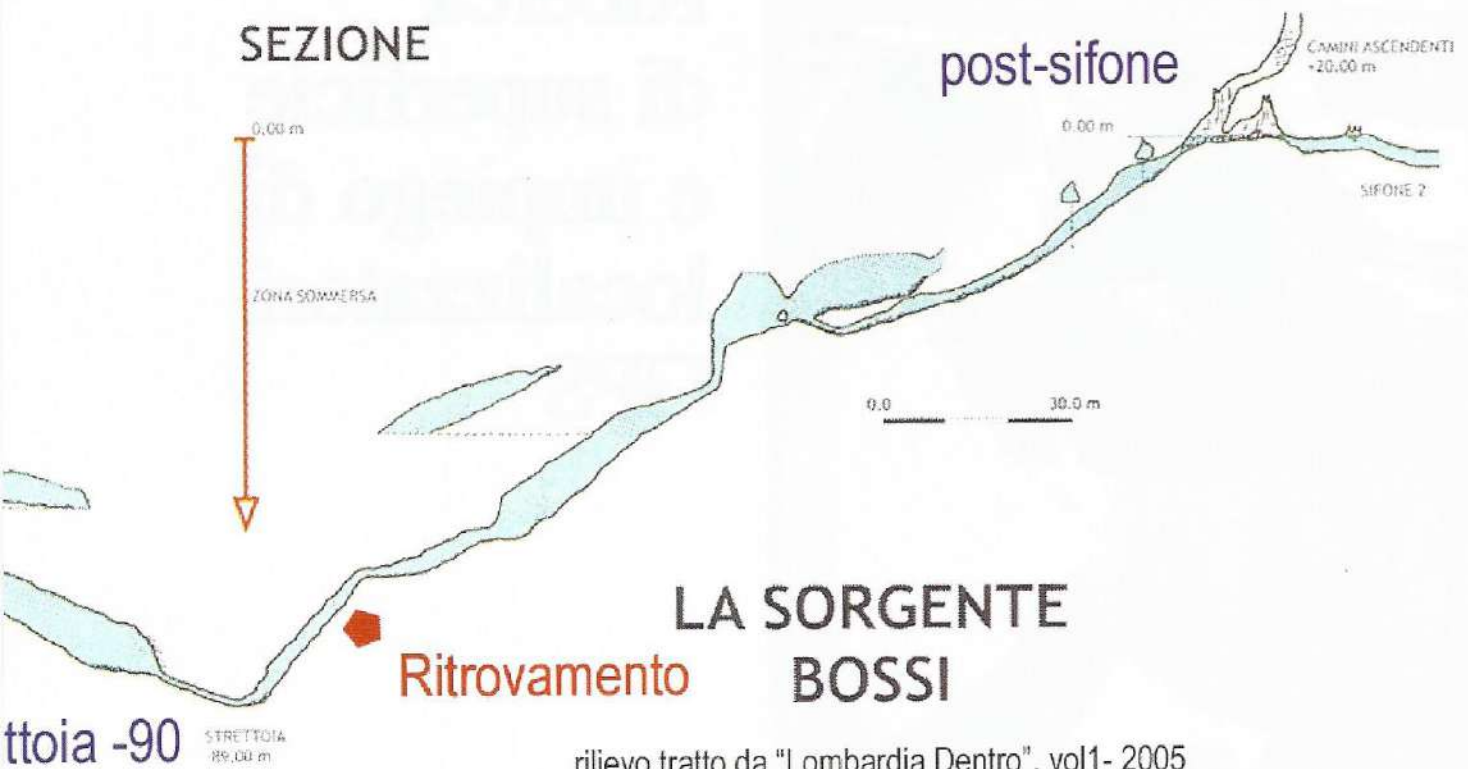 SEZIONE
post-sifone
CAMINI ASCENDENTI
+20.00 m
0,00 m
0.00 m
SIFONE 2
ZONA SOMMERSA
0.0 30.0 m
LA SORGENTE
BOSSI
Ritrovamento
ttoia -90
STRETTOIA
-89,00 m
rilievo tratto da "Lombardia Dentro", vol1- 2005